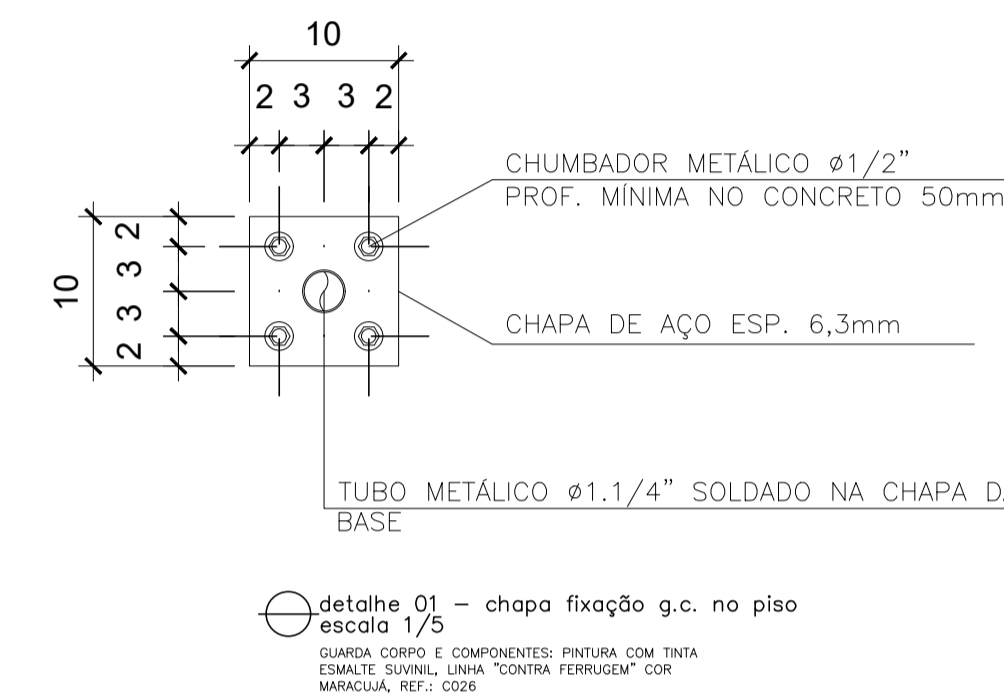 10
2 3 3 2
CHUMBADOR METÁLICO ø1/2"
PROF. MÍNIMA NO CONCRETO 50mm
10
2
3
3
2
CHAPA DE AÇO ESP. 6,3mm
TUBO METÁLICO ø1.1/4" SOLDADO NA CHAPA
BASE
detalhe 01 - chapa fixação g.c. no piso
escala 1/5
GUARDA CORPO E COMPONENTES: PINTURA COM TINTA
ESMALTE SUVINIL, LINHA "CONTRA FERRUGEM" COR
MARACUJÁ, REF.: C026